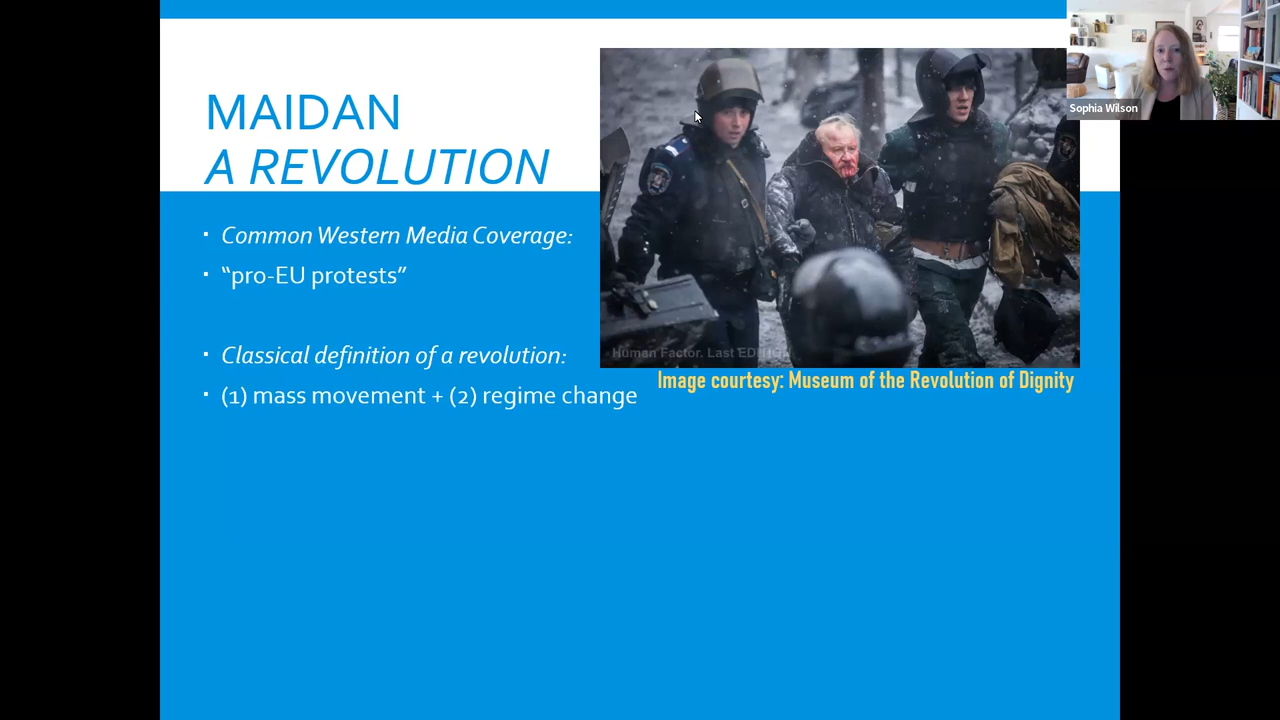 MAIDAN
A REVOLUTION
Common Western Media Coverage:
“pro-EU protests”
Classical definition of a revolution:
(1) mass movement + (2) regime change
Human Factor. Last
Image courtesy: Museum of the Revolution of Dignity
Sophia Wilson